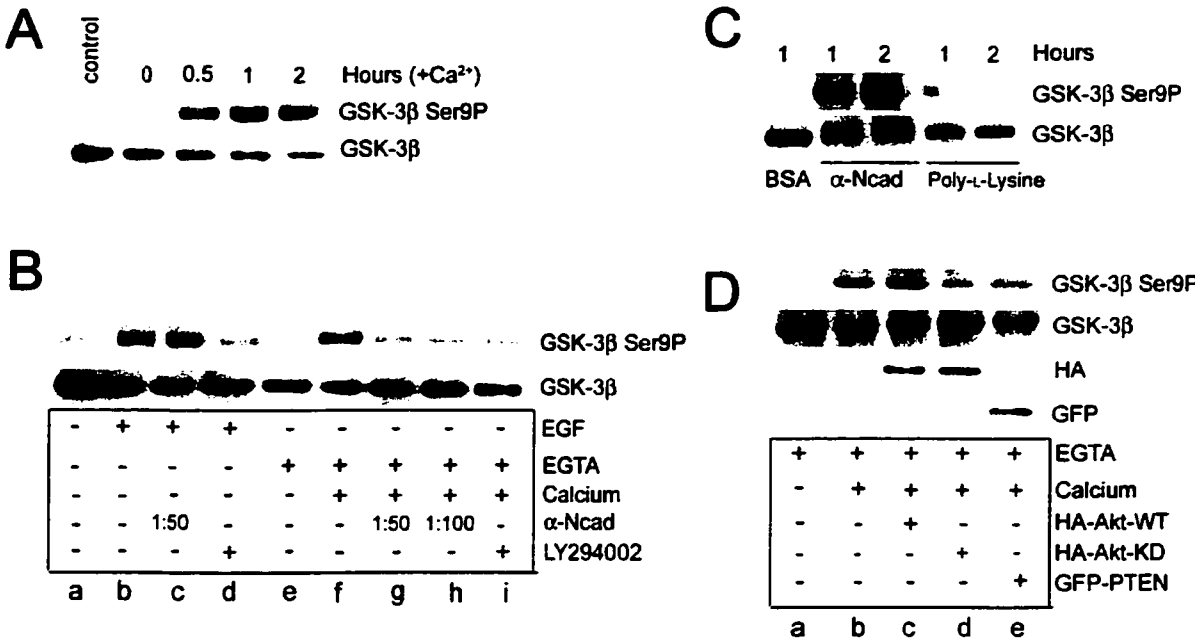 A
control
0 0.5 1 2 Hours (+Ca²⁺)
GSK-3β Ser9P
GSK-3β
B
GSK-3β Ser9P
GSK-3β
- + + + - - - - - EGF
- - - - + + + + + EGTA
- - - - - + + + + Calcium
- - 1:50 - - - 1:50 1:100 - α-Ncad
- - - + - - - - + LY294002
a b c d e f g h i
C
1 1 2 1 2 Hours
GSK-3β Ser9P
GSK-3β
BSA α-Ncad Poly-L-Lysine
D
GSK-3β Ser9P
GSK-3β
HA
GFP
+ + + + + EGTA
- + + + + Calcium
- - + - - HA-Akt-WT
- - - + - HA-Akt-KD
- - - - + GFP-PTEN
a b c d e